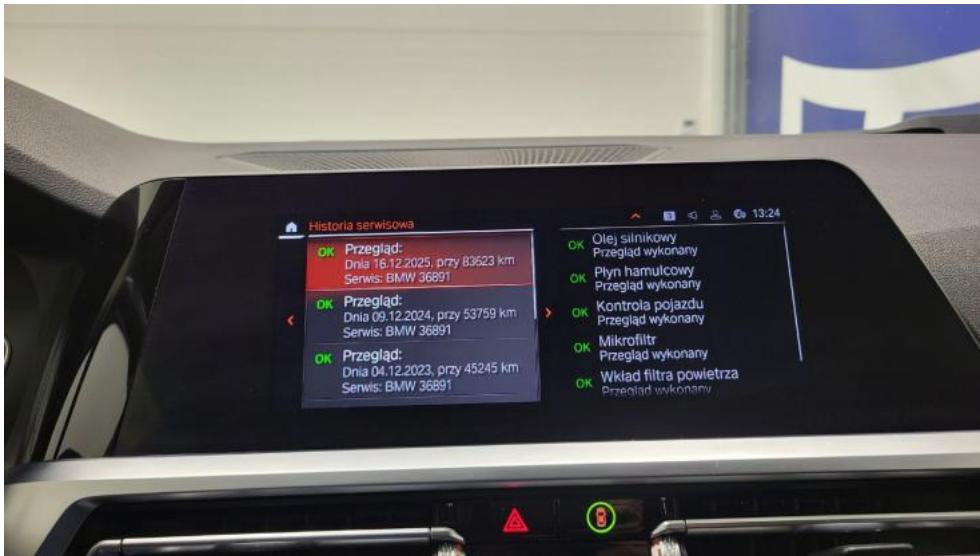 Historia serwisowa
13:24
OK Przegląd:
Dnia 16.12.2025, przy 83623 km
Serwis: BMW 36891
OK Przegląd:
Dnia 09.12.2024, przy 53759 km
Serwis: BMW 36891
OK Przegląd:
Dnia 04.12.2023, przy 45245 km
Serwis: BMW 36891
OK Olej silnikowy
Przegląd wykonany
OK Płyn hamulcowy
Przegląd wykonany
OK Kontrola pojazdu
Przegląd wykonany
OK Mikrofiltr
Przegląd wykonany
OK Wkład filtra powietrza
Przegląd wykonany